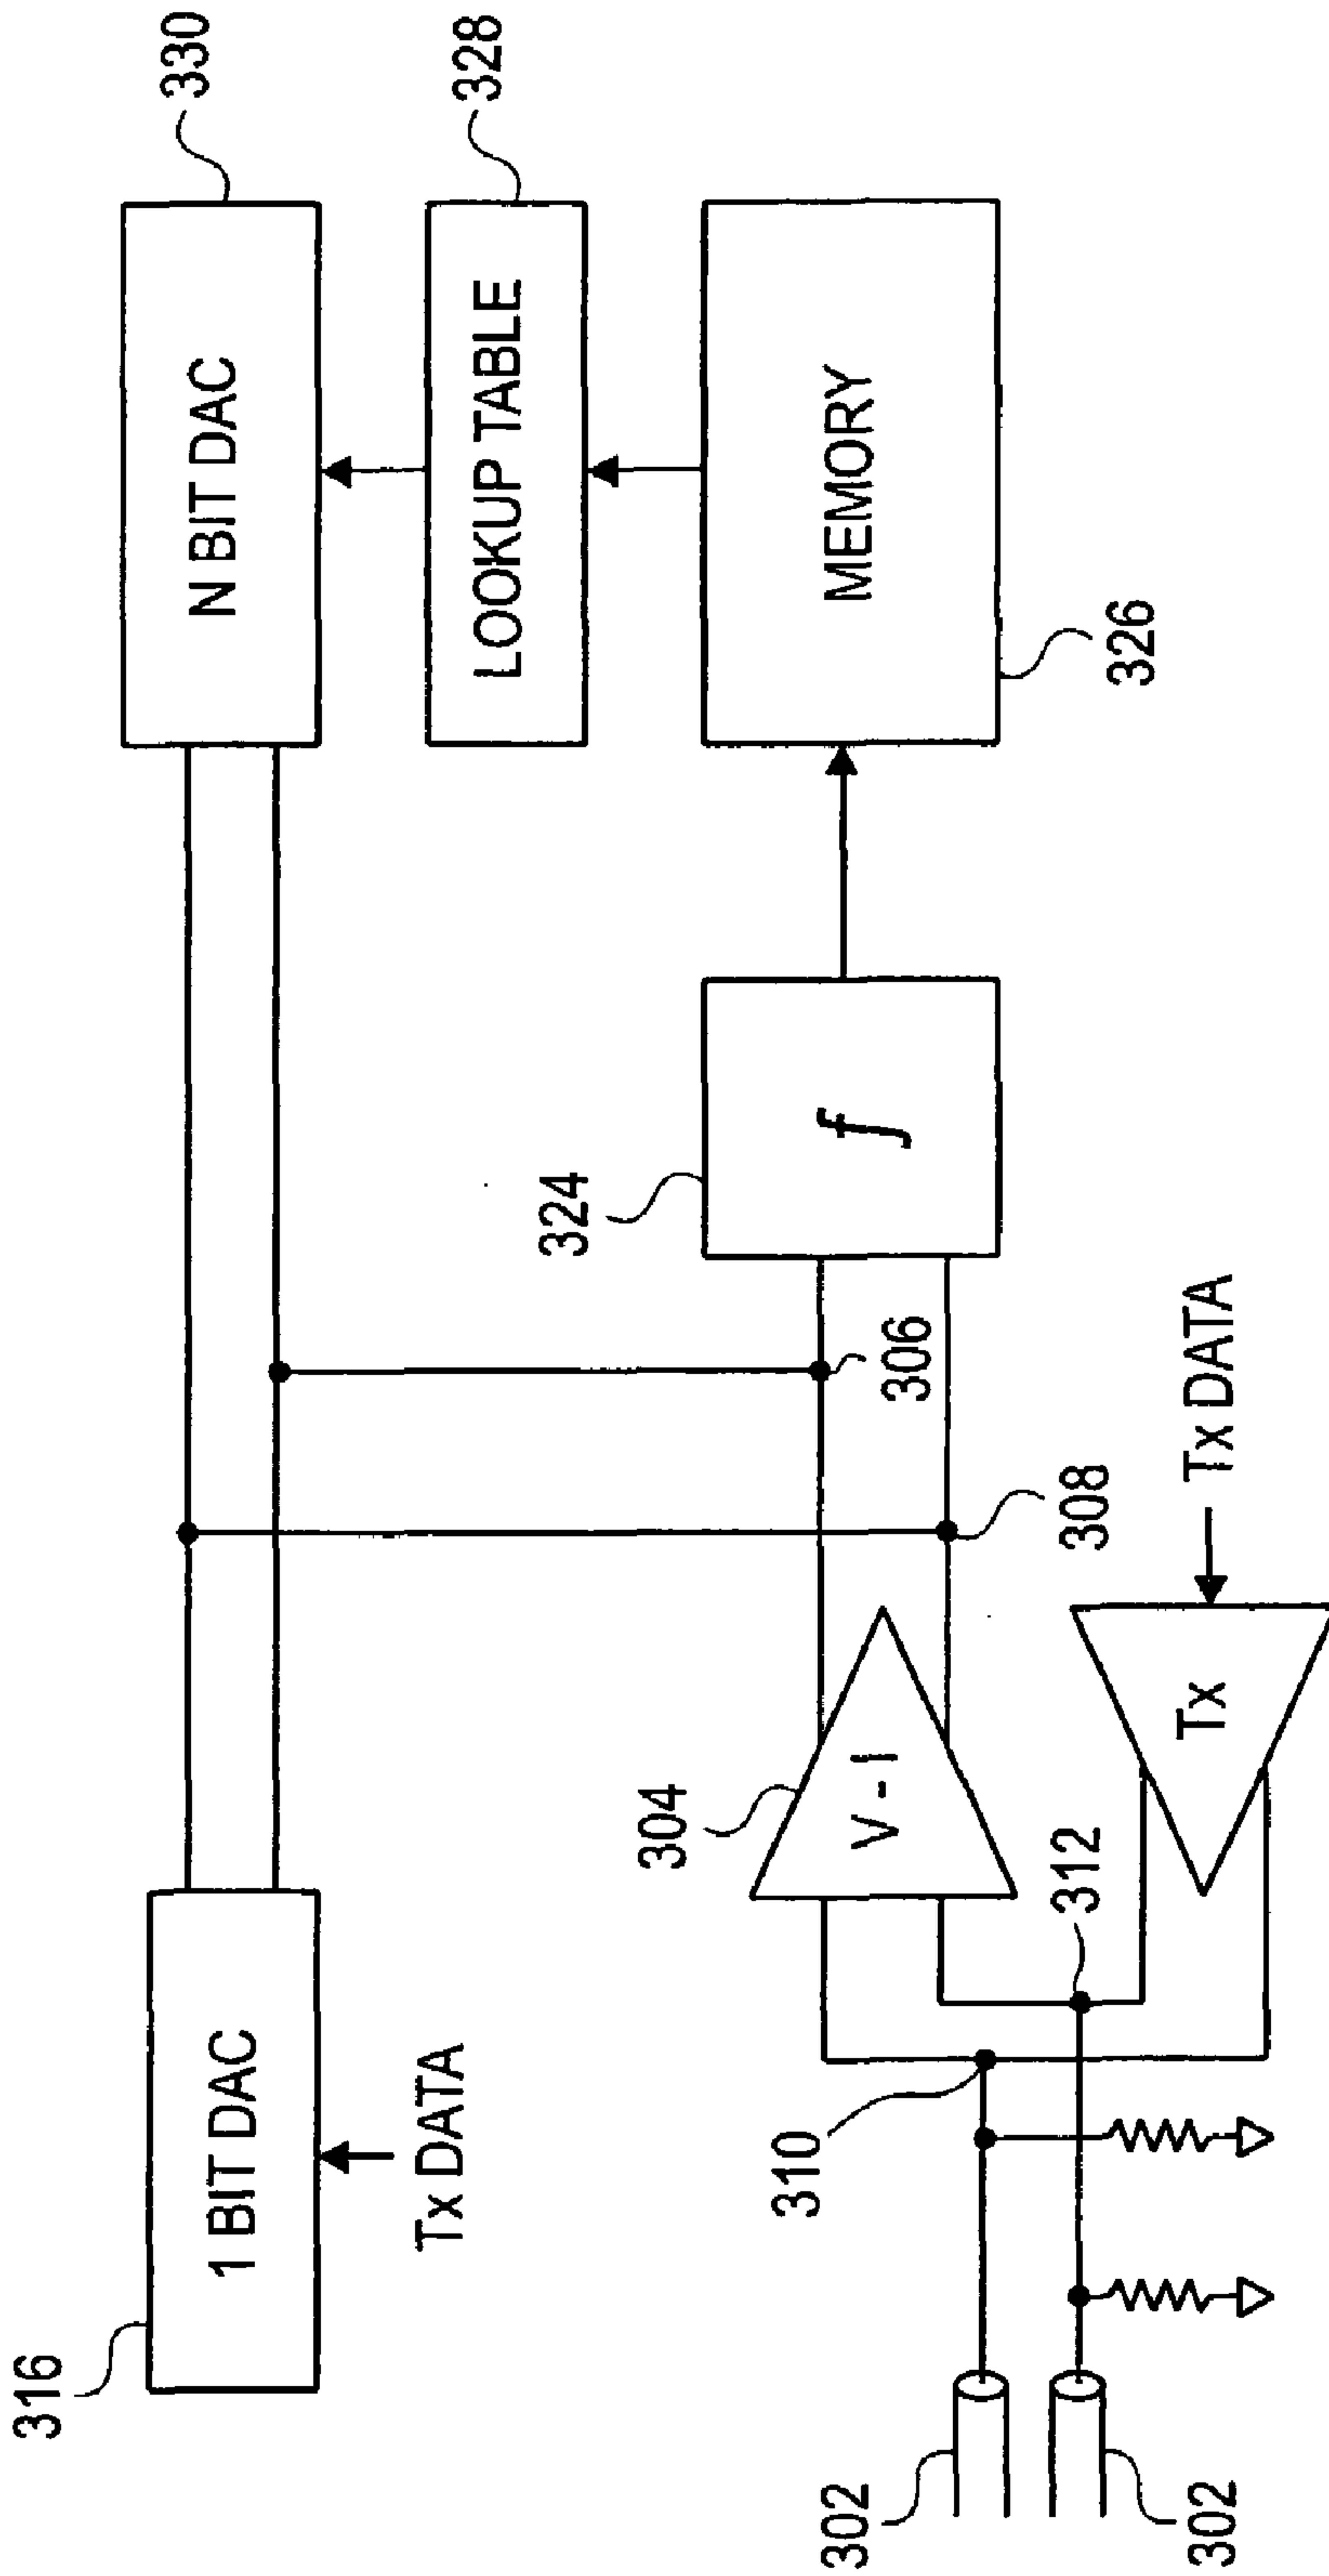 316
1 BIT DAC
Tx DATA
N BIT DAC
330
LOOKUP TABLE
328
MEMORY
326
324
f
306
308
304
V - I
312
310
Tx
Tx DATA
302
302